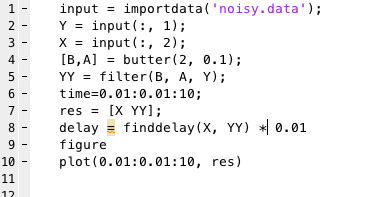 1 - input = importdata('noisy.data');
2 - Y = input(:, 1);
3 - X = input(:, 2);
4 - [B,A] = butter(2, 0.1);
5 - YY = filter(B, A, Y);
6 - time=0.01:0.01:10;
7 - res = [X YY];
8 - delay = finddelay(X, YY) * 0.01
9 - figure
10 - plot(0.01:0.01:10, res)
11
12